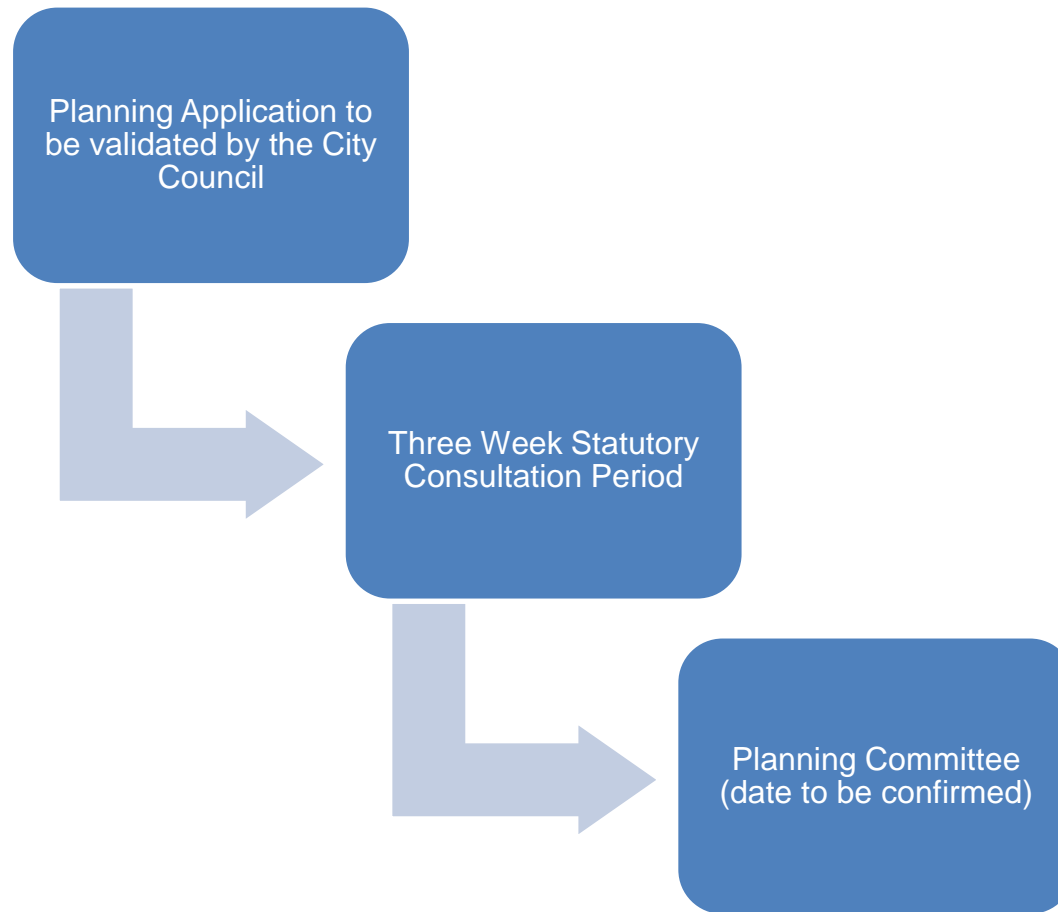 Planning Application to
be validated by the City
Council
Three Week Statutory
Consultation Period
Planning Committee
(date to be confirmed)